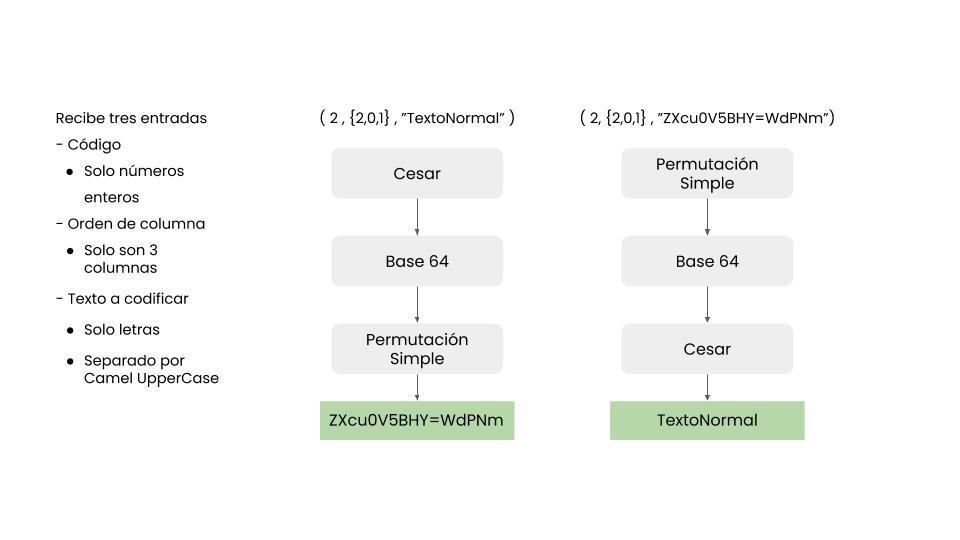 Recibe tres entradas
- Código
● Solo números
enteros
- Orden de columna
● Solo son 3
columnas
- Texto a codificar
● Solo letras
● Separado por
Camel UpperCase
( 2 , {2,0,1} , ”TextoNormal” )
Cesar
Base 64
Permutación
Simple
ZXcu0V5BHY=WdPNm
( 2, {2,0,1} , ”ZXcu0V5BHY=WdPNm”)
Permutación
Simple
Base 64
Cesar
TextoNormal